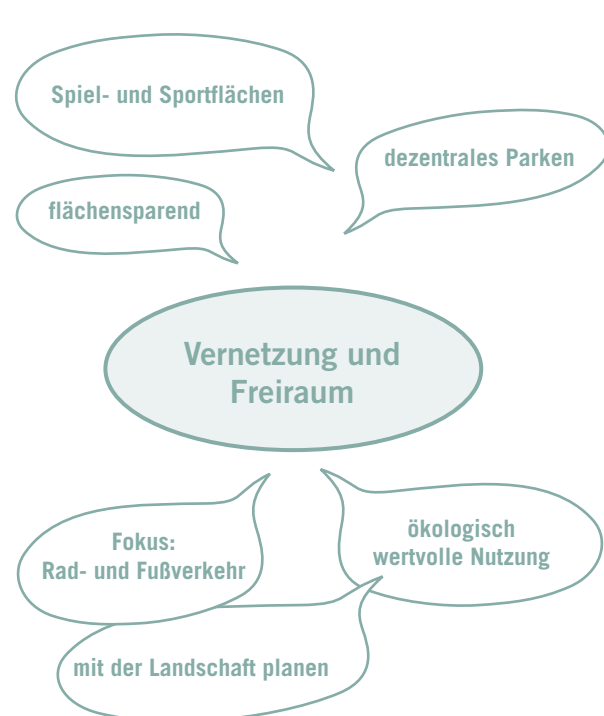 Spiel- und Sportflächen
dezentrales Parken
flächensparend
Vernetzung und
Freiraum
Fokus:
Rad- und Fußverkehr
ökologisch
wertvolle Nutzung
mit der Landschaft planen